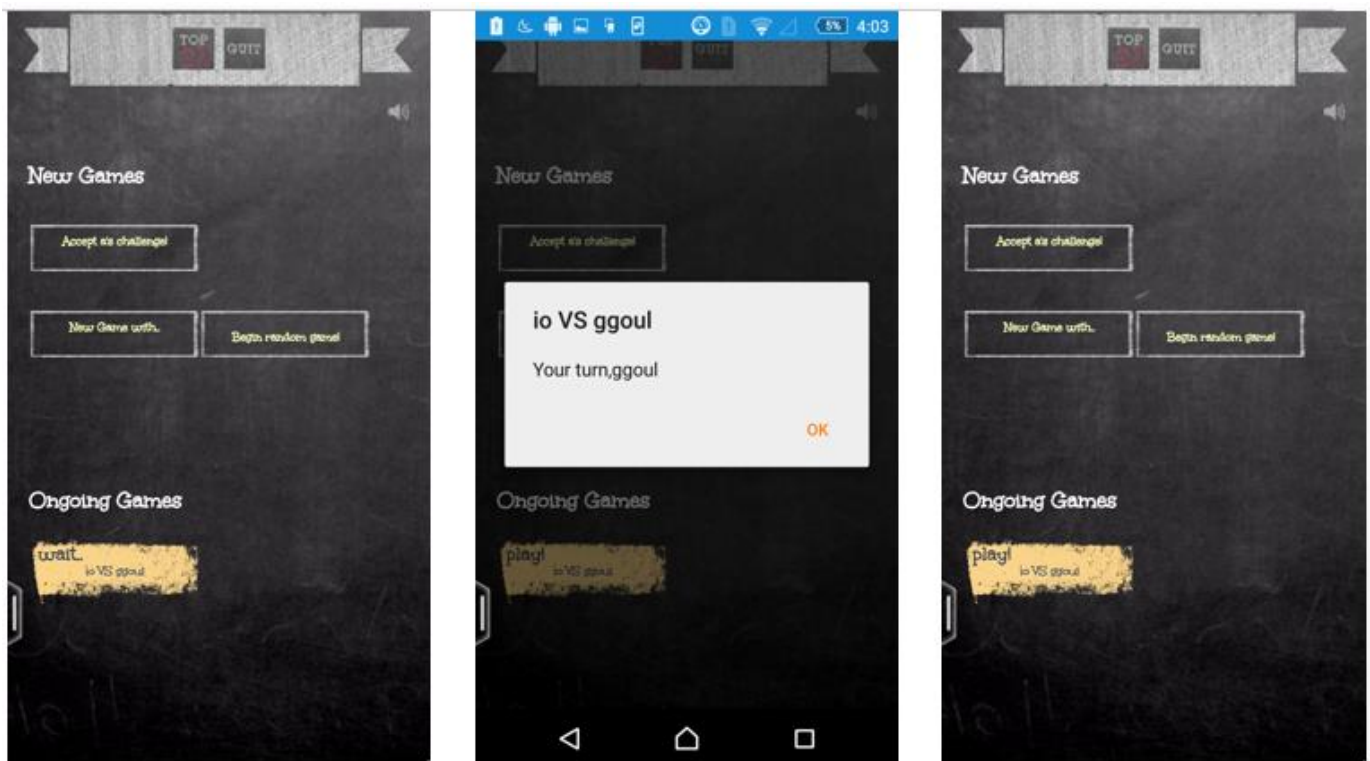 TOP
QUIT
New Games
Accept a's challenge!
New Game with..
Begin random game!
Ongoing Games
wait..
io VS ggoul
5% 4:03
TOP
QUIT
New Games
Accept a's challenge!
io VS ggoul
Your turn,ggoul
OK
Ongoing Games
play!
io VS ggoul
TOP
QUIT
New Games
Accept a's challenge!
New Game with..
Begin random game!
Ongoing Games
play!
io VS ggoul